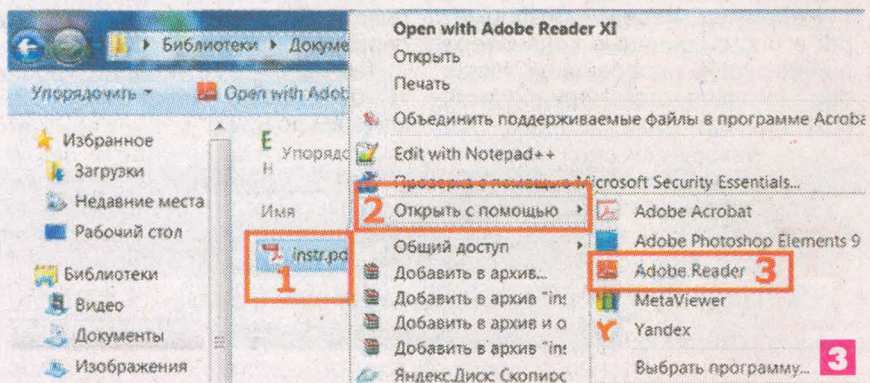 Библиотеки
Докуме
Упорядочить
Open with Adob
Избранное
Загрузки
Недавние места
Рабочий стол
Библиотеки
Видео
Документы
Изображения
Упорядо
Имя
1
instr.pd
Open with Adobe Reader XI
Открыть
Печать
Объединить поддерживаемые файлы в программе Acroba
Edit with Notepad++
Проверка с помощью Microsoft Security Essentials...
2
Открыть с помощью
Общий доступ
Добавить в архив...
Добавить в архив "ins
Добавить в архив и о
Добавить в архив "ins
Яндекс.Диск: Скопирс
Adobe Acrobat
Adobe Photoshop Elements 9
Adobe Reader
3
MetaViewer
Yandex
Выбрать программу...
3